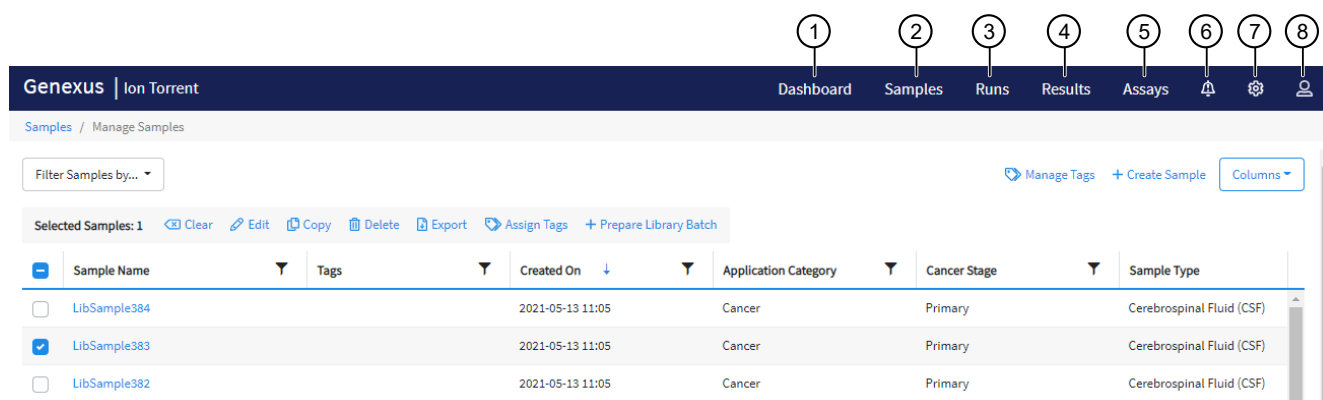 1 2 3 4 5 6 7 8
Genexus | Ion Torrent Dashboard Samples Runs Results Assays
Samples / Manage Samples
Filter Samples by... Manage Tags + Create Sample Columns
Selected Samples: 1 Clear Edit Copy Delete Export Assign Tags + Prepare Library Batch
Sample Name Tags Created On ↓ Application Category Cancer Stage Sample Type
LibSample384 2021-05-13 11:05 Cancer Primary Cerebrospinal Fluid (CSF)
LibSample383 2021-05-13 11:05 Cancer Primary Cerebrospinal Fluid (CSF)
LibSample382 2021-05-13 11:05 Cancer Primary Cerebrospinal Fluid (CSF)